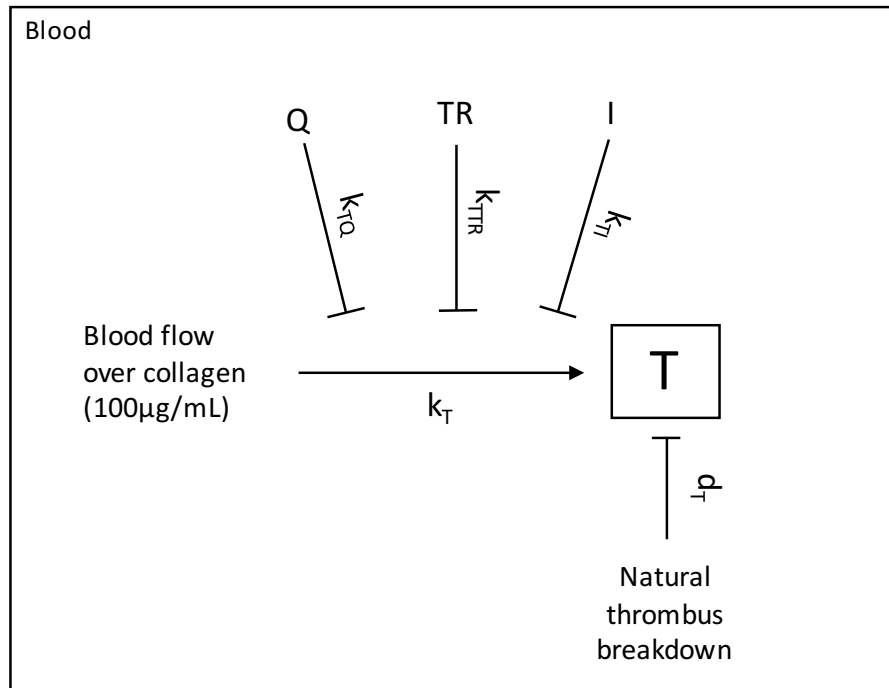 Blood
Q
TR
I
k_TQ
k_TTR
k_TI
Blood flow
over collagen
(100µg/mL)
k_T
T
d_T
Natural
thrombus
breakdown